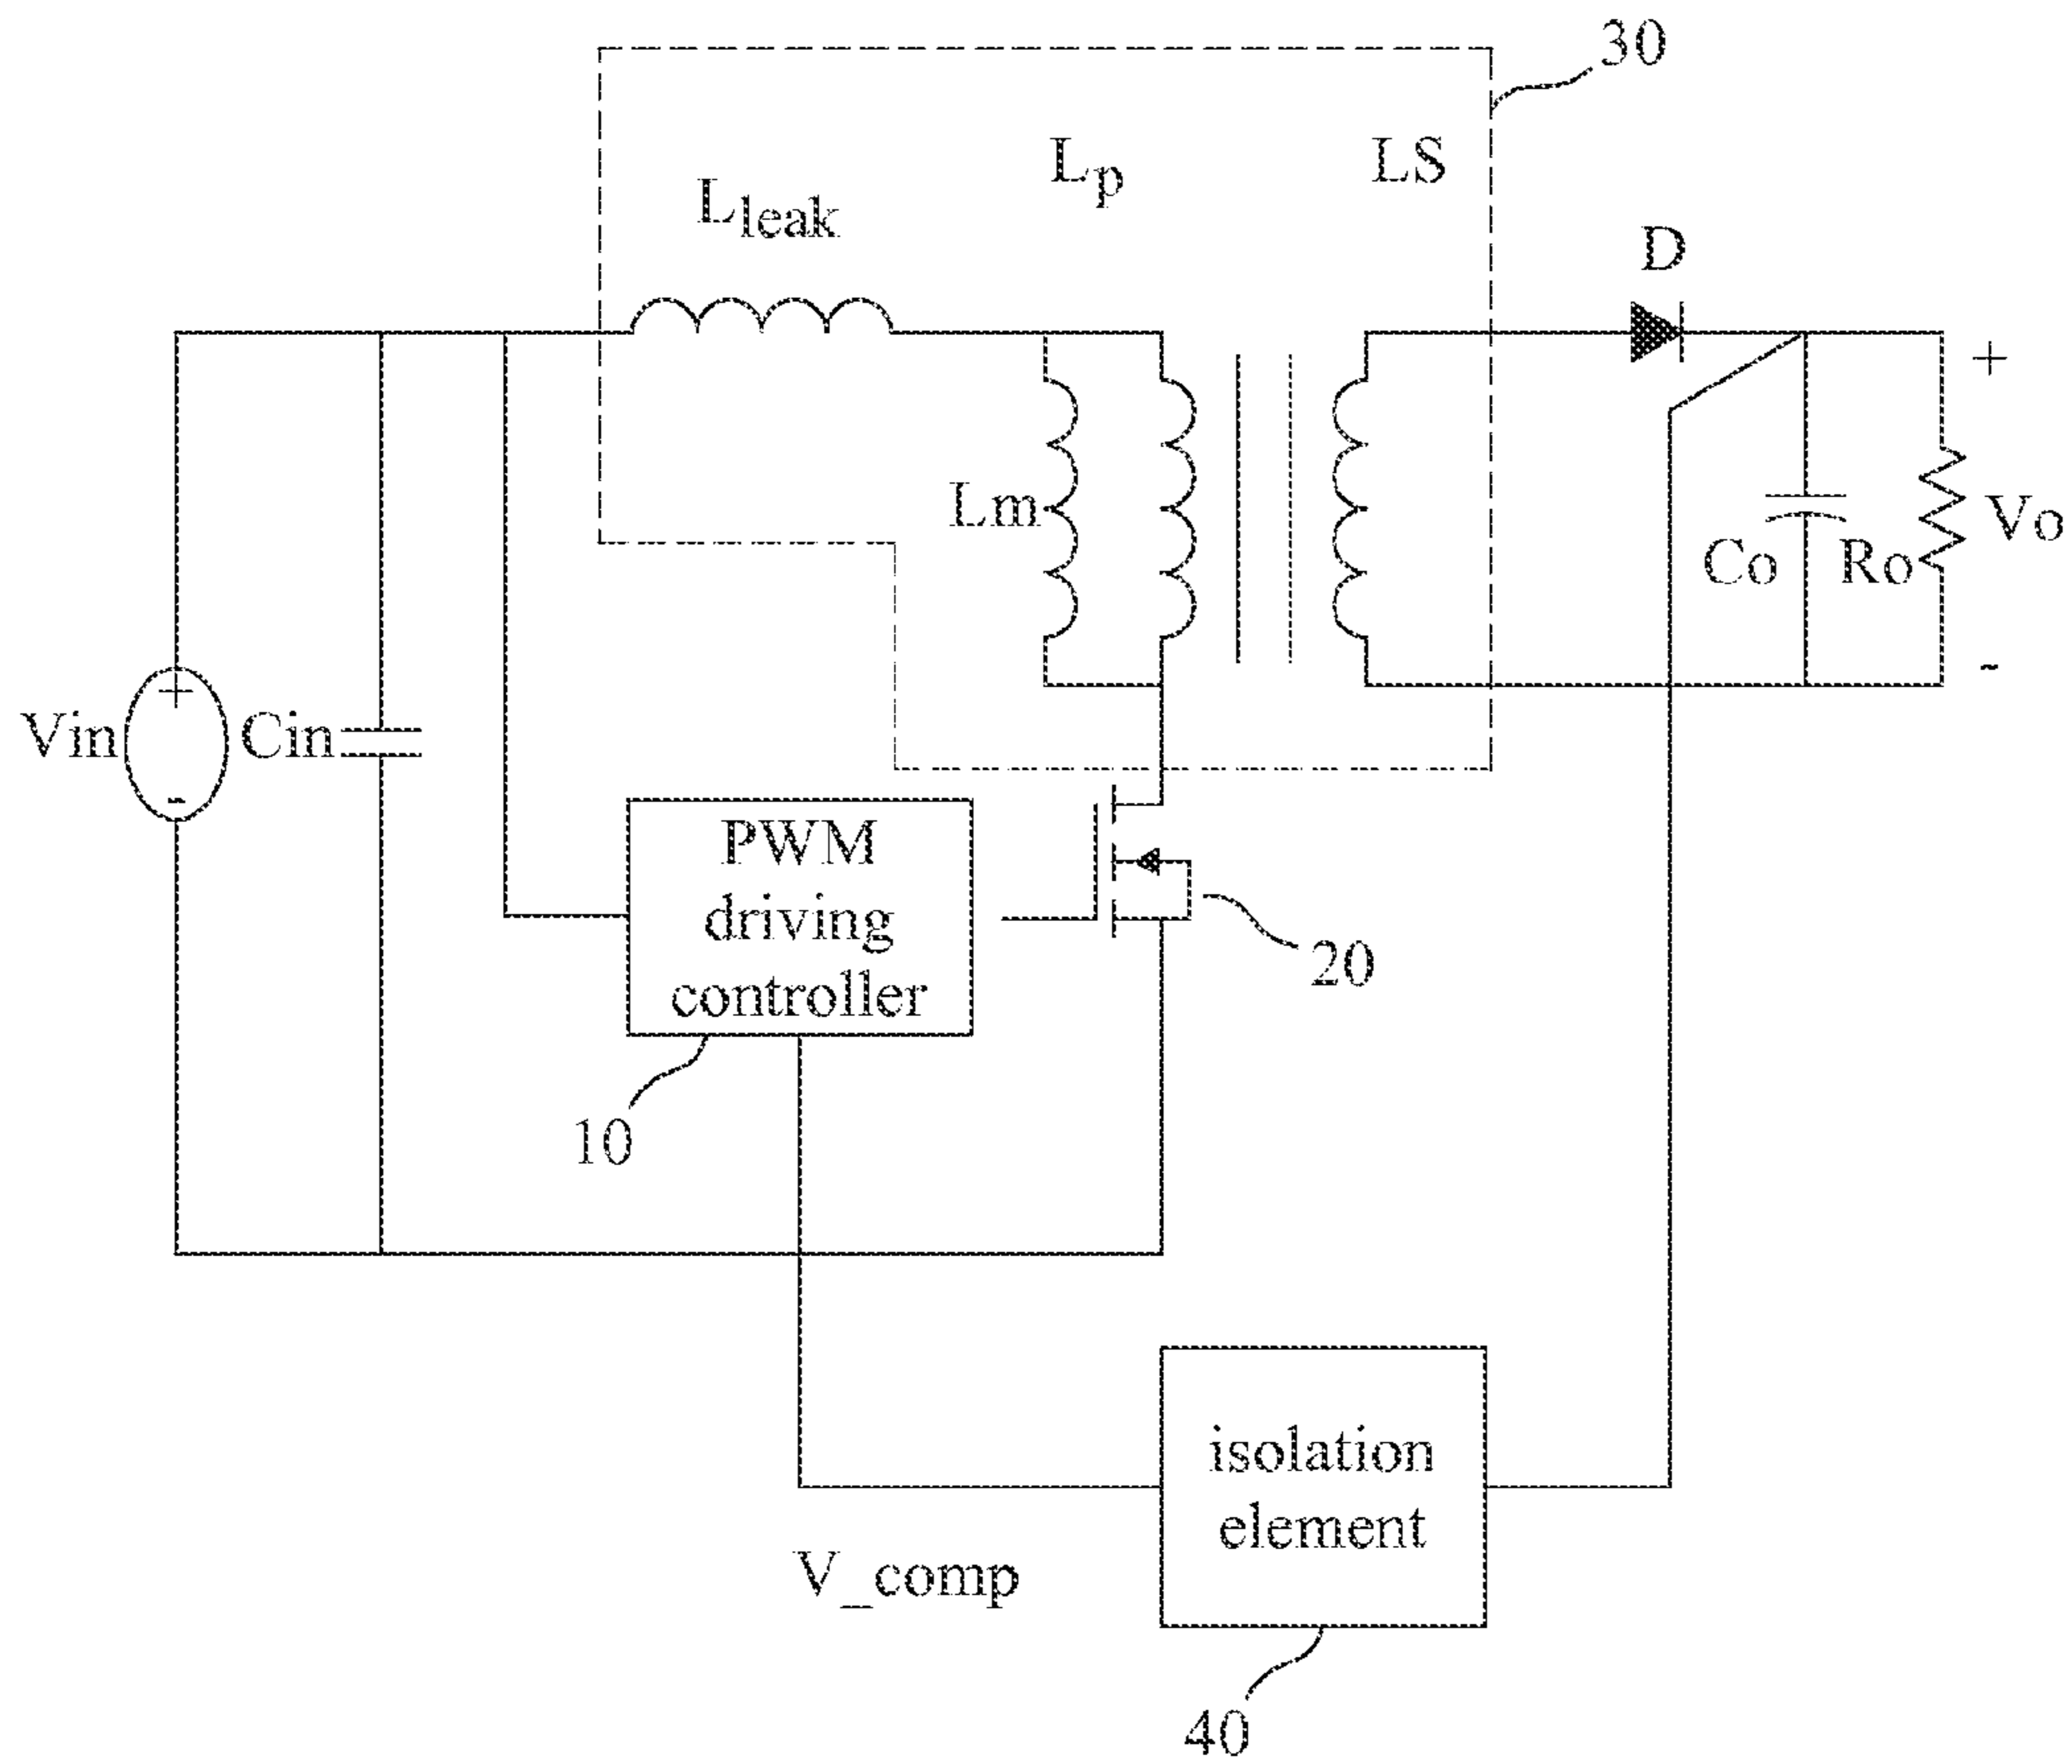 30
Lp
LS
Lleak
D
+
Lm
Vo
Co
Ro
-
+
Vin
Cin
-
PWM
driving
controller
20
10
isolation
element
V_comp
40